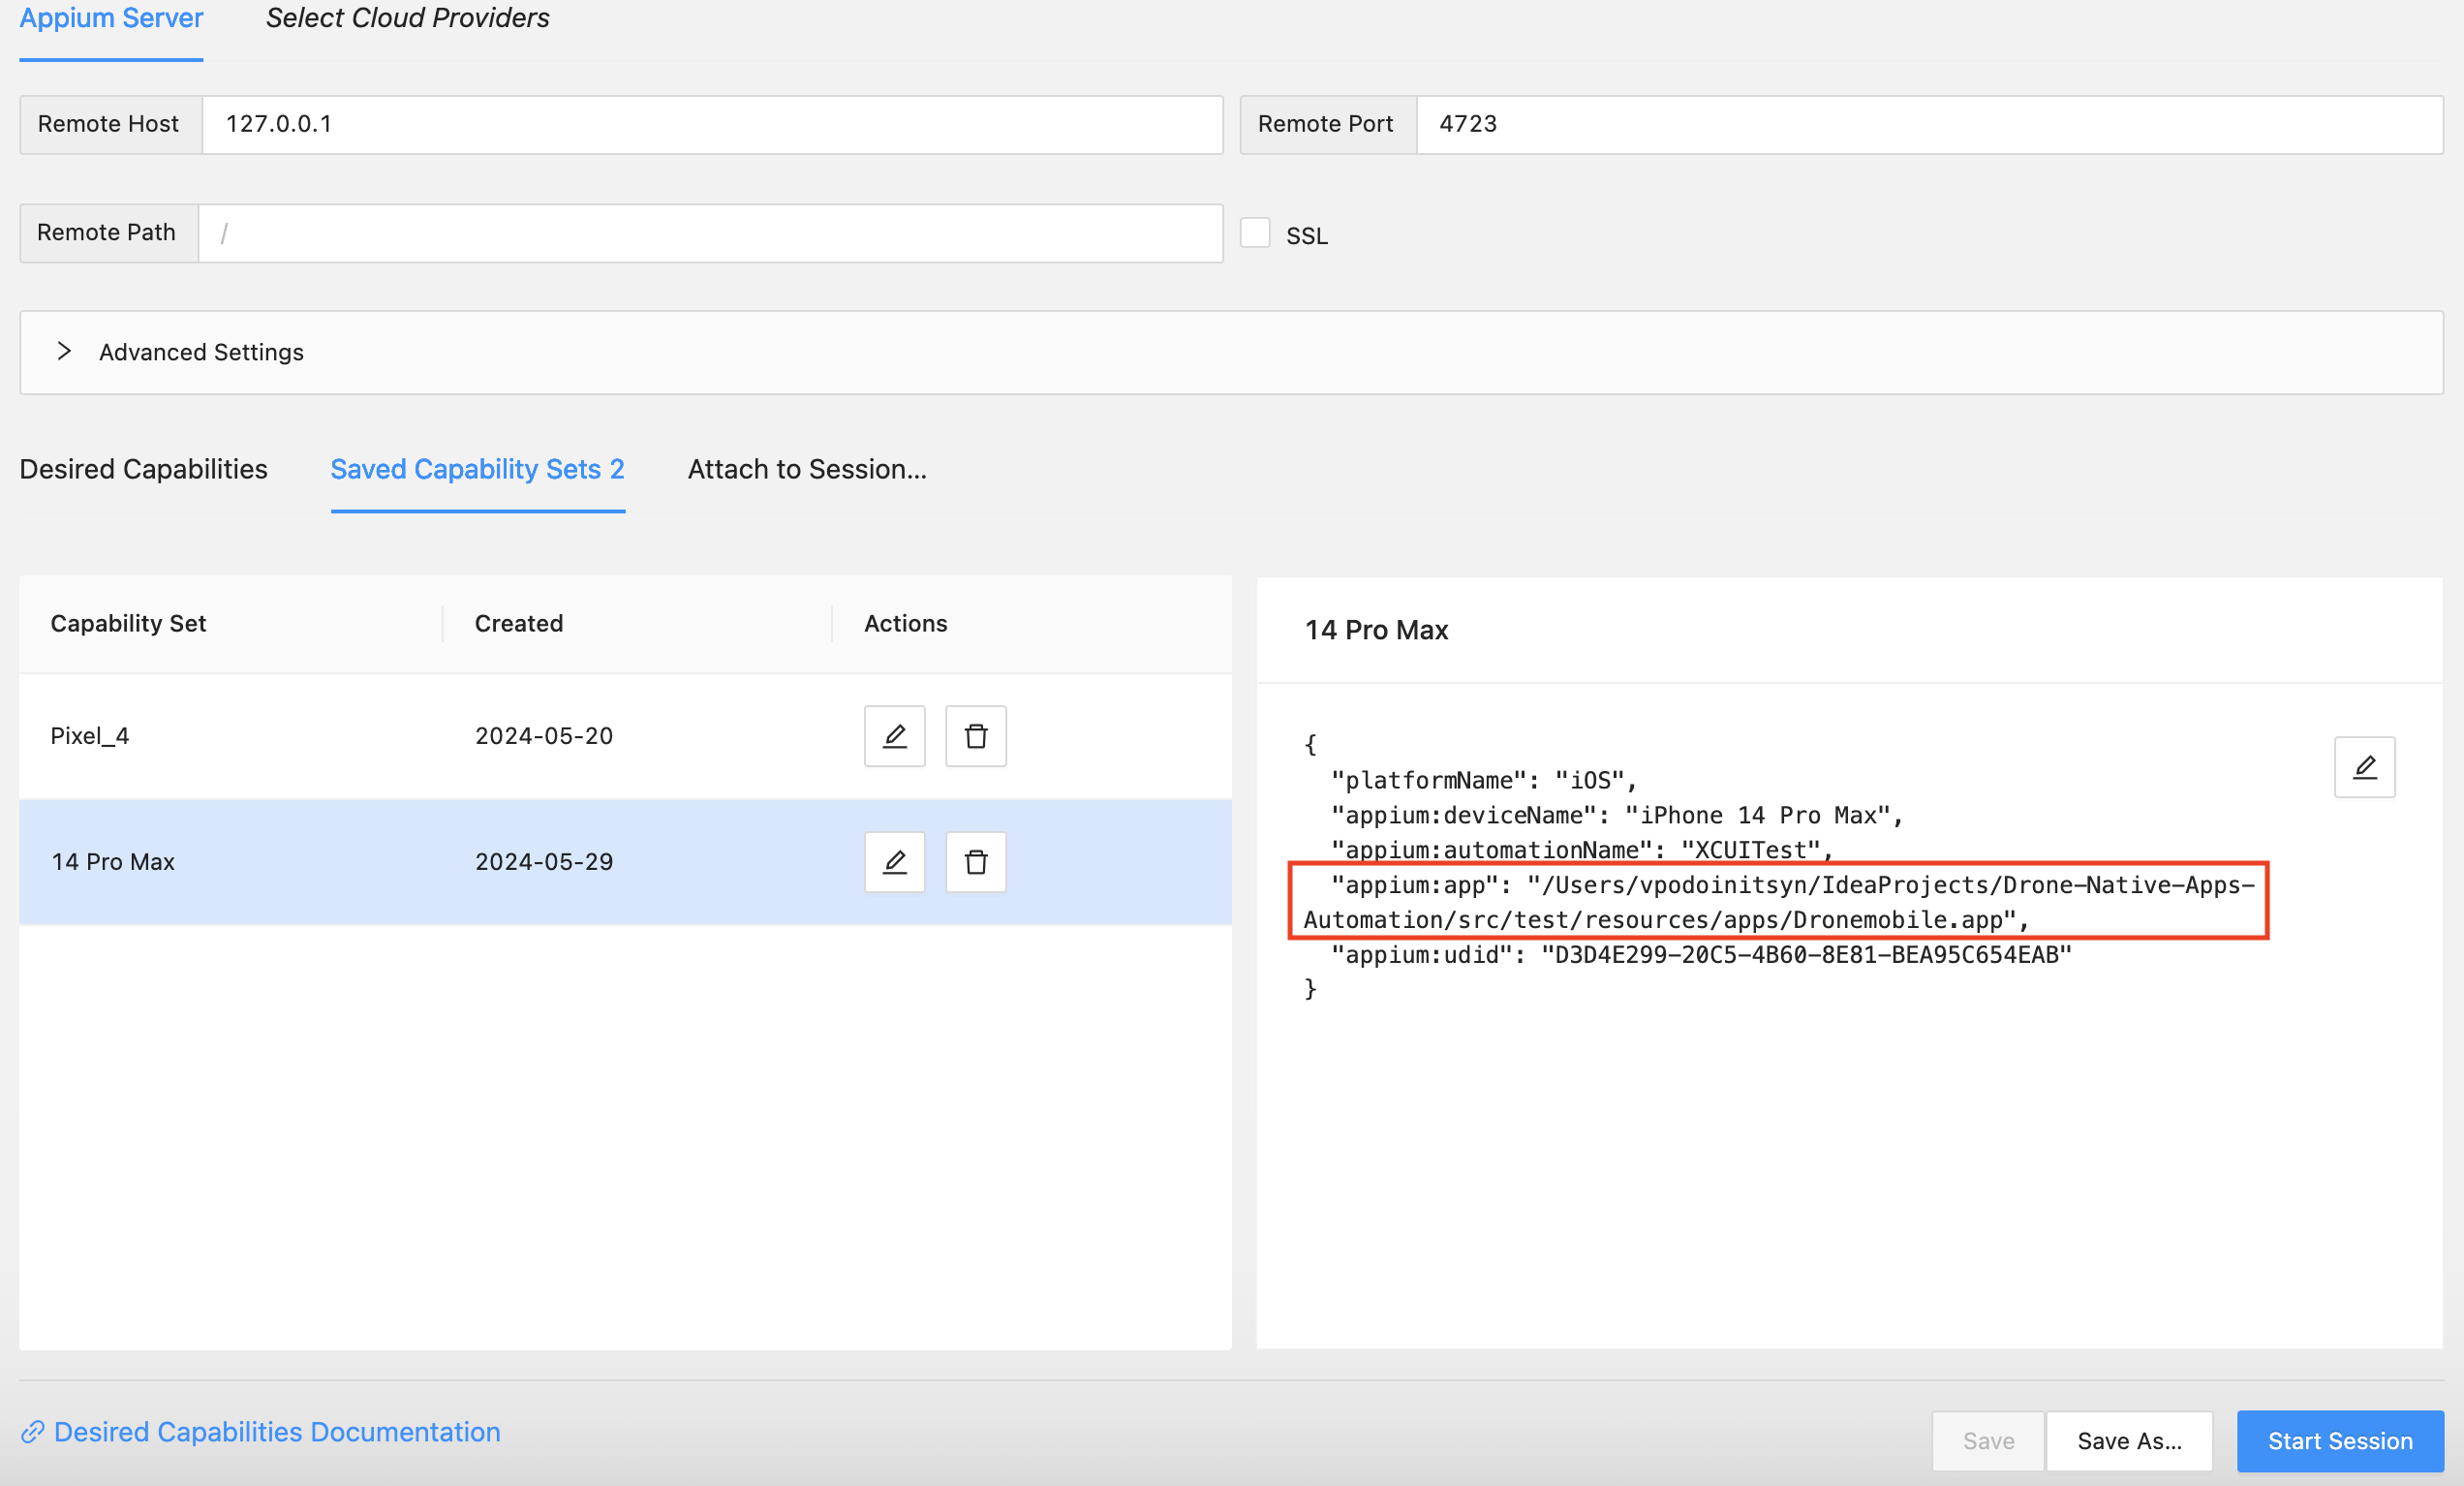 Appium Server Select Cloud Providers
Remote Host 127.0.0.1 Remote Port 4723
Remote Path / SSL
Advanced Settings
Desired Capabilities Saved Capability Sets 2 Attach to Session...
Capability Set Created Actions
Pixel_4 2024-05-20
14 Pro Max 2024-05-29
14 Pro Max
{
"platformName": "iOS",
"appium:deviceName": "iPhone 14 Pro Max",
"appium:automationName": "XCUITest",
"appium:app": "/Users/vpodoinitsyn/IdeaProjects/Drone-Native-Apps-
Automation/src/test/resources/apps/Dronemobile.app",
"appium:udid": "D3D4E299-20C5-4B60-8E81-BEA95C654EAB"
}
Desired Capabilities Documentation
Save Save As... Start Session